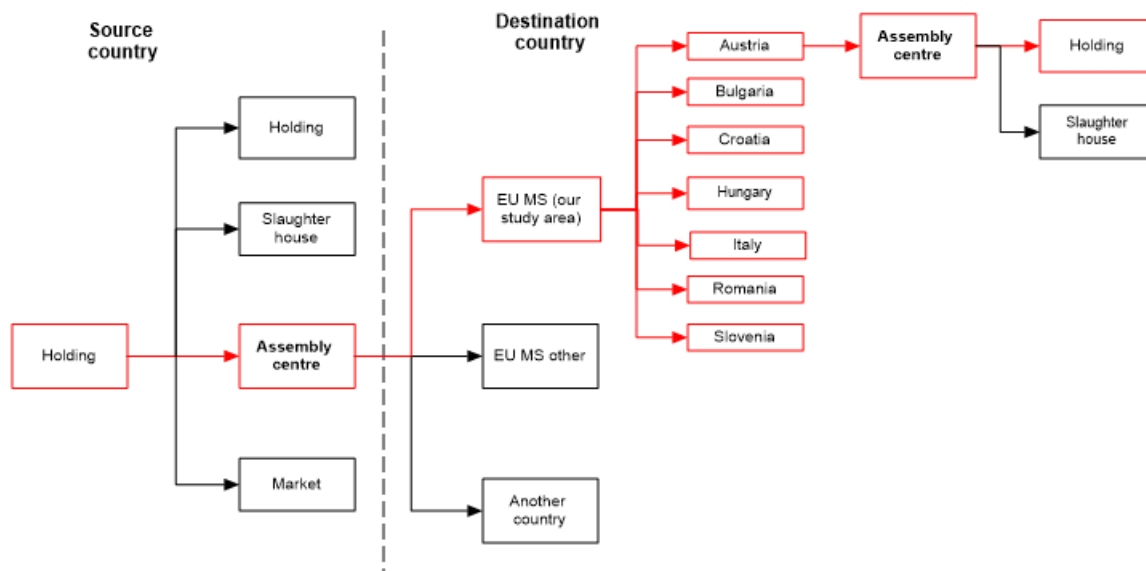 Source
country
Destination
country
Holding
Holding
Slaughter
house
Assembly
centre
Market
EU MS (our
study area)
EU MS other
Another
country
Austria
Bulgaria
Croatia
Hungary
Italy
Romania
Slovenia
Assembly
centre
Holding
Slaughter
house